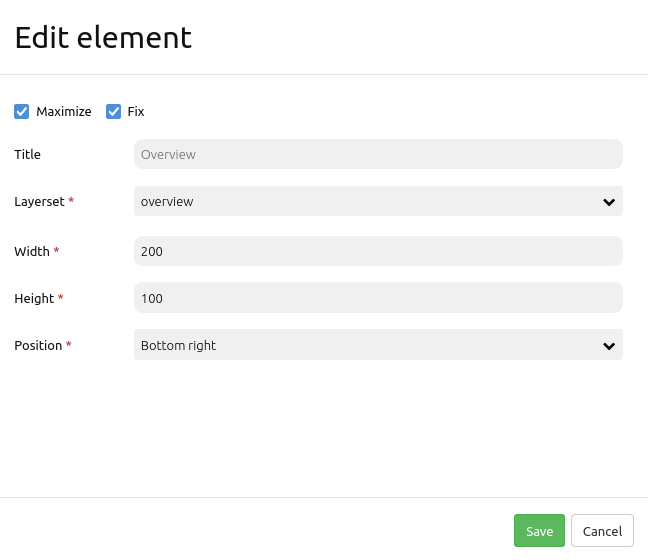 Edit element
Maximize Fix
Title Overview
Layerset * overview
Width * 200
Height * 100
Position * Bottom right
Save Cancel